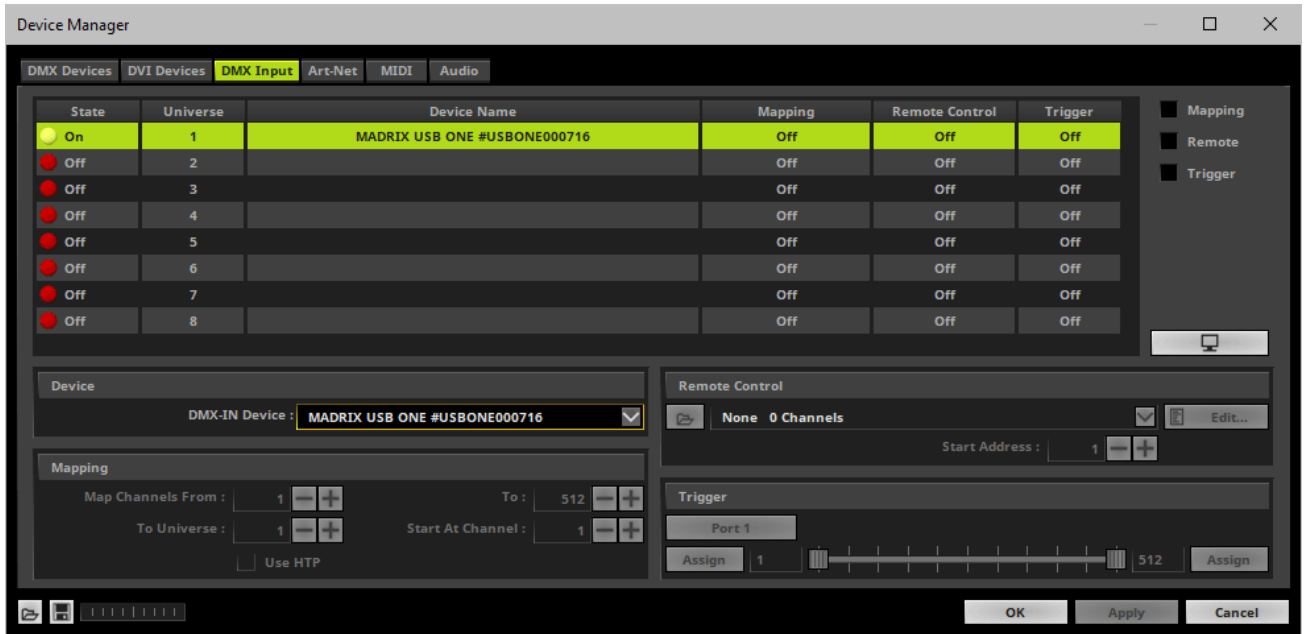 Device Manager
DMX Devices DVI Devices DMX Input Art-Net MIDI Audio
State Universe Device Name Mapping Remote Control Trigger
On 1 MADRIX USB ONE #USBONE000716 Off Off Off
Off 2 Off Off Off
Off 3 Off Off Off
Off 4 Off Off Off
Off 5 Off Off Off
Off 6 Off Off Off
Off 7 Off Off Off
Off 8 Off Off Off
Mapping
Remote
Trigger
Device
DMX-IN Device : MADRIX USB ONE #USBONE000716
Mapping
Map Channels From : 1 To : 512
To Universe : 1 Start At Channel : 1
Use HTP
Remote Control
None 0 Channels Edit...
Start Address : 1
Trigger
Port 1
Assign 1 512 Assign
OK Apply Cancel